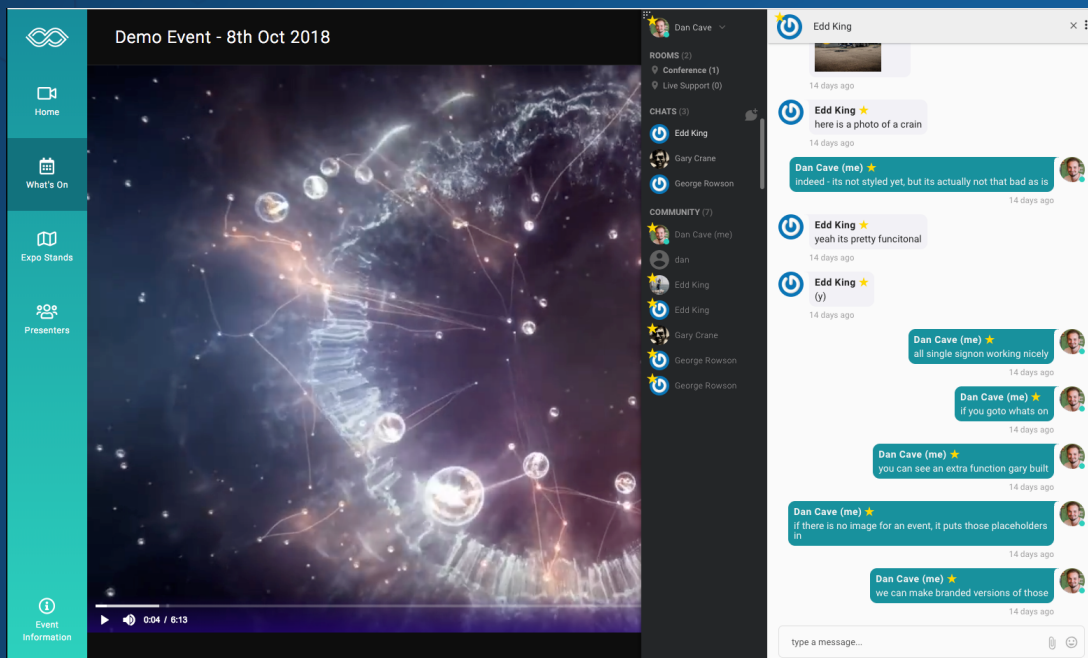 Home
What's On
Expo Stands
Presenters
Event
Information
Demo Event - 8th Oct 2018
0:04 / 6:13
Dan Cave
ROOMS (2)
Conference (1)
Live Support (0)
CHATS (3)
Edd King
Gary Crane
George Rowson
COMMUNITY (7)
Dan Cave (me)
dan
Edd King
Edd King
Gary Crane
George Rowson
George Rowson
Edd King
14 days ago
Edd King
here is a photo of a crain
14 days ago
Dan Cave (me)
indeed - its not styled yet, but its actually not that bad as is
14 days ago
Edd King
yeah its pretty funcitonal
14 days ago
Edd King
(y)
14 days ago
Dan Cave (me)
all single signon working nicely
14 days ago
Dan Cave (me)
if you goto whats on
14 days ago
Dan Cave (me)
you can see an extra function gary built
14 days ago
Dan Cave (me)
if there is no image for an event, it puts those placeholders
in
14 days ago
Dan Cave (me)
we can make branded versions of those
14 days ago
type a message...